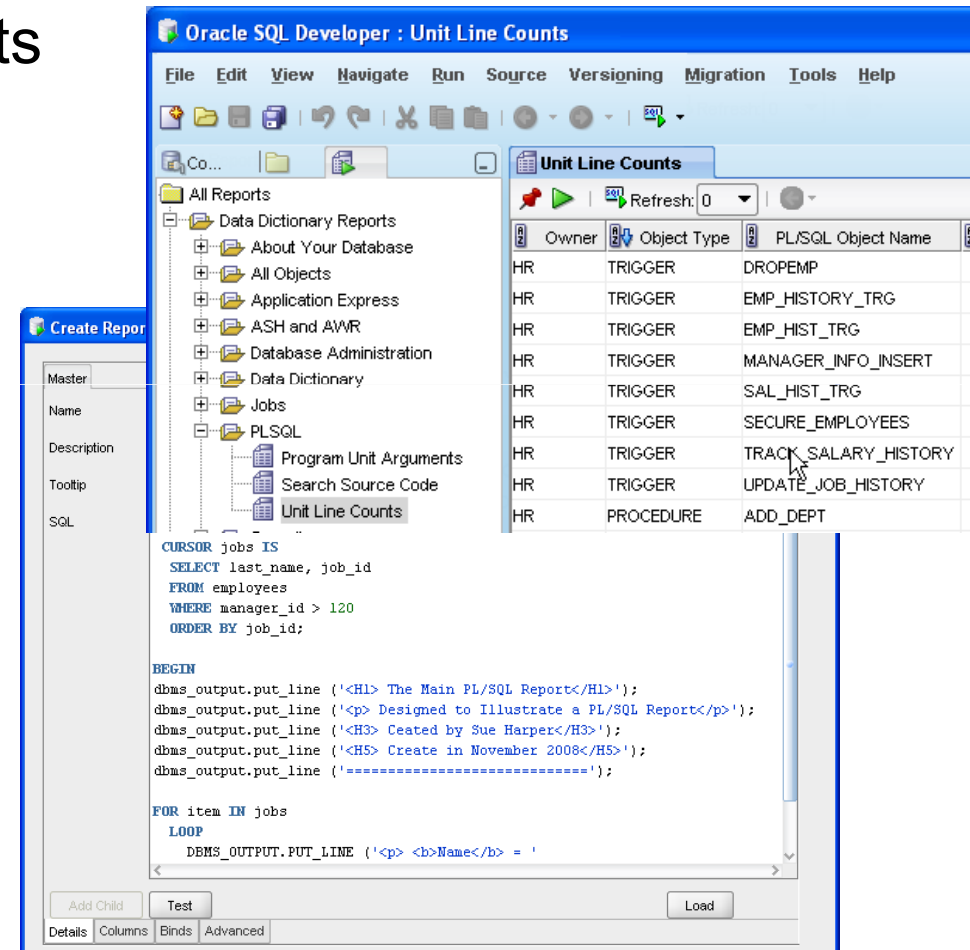 ts
Oracle SQL Developer : Unit Line Counts
File Edit View Navigate Run Source Versioning Migration Tools Help
Co...
Unit Line Counts
All Reports
Data Dictionary Reports
About Your Database
All Objects
Application Express
ASH and AWR
Database Administration
Data Dictionary
Jobs
PLSQL
Program Unit Arguments
Search Source Code
Unit Line Counts
Refresh: 0
Owner Object Type PL/SQL Object Name
HR TRIGGER DROPEMP
HR TRIGGER EMP_HISTORY_TRG
HR TRIGGER EMP_HIST_TRG
HR TRIGGER MANAGER_INFO_INSERT
HR TRIGGER SAL_HIST_TRG
HR TRIGGER SECURE_EMPLOYEES
HR TRIGGER TRACK_SALARY_HISTORY
HR TRIGGER UPDATE_JOB_HISTORY
HR PROCEDURE ADD_DEPT
Create Repor
Master
Name
Description
Tooltip
SQL
CURSOR jobs IS
SELECT last_name, job_id
FROM employees
WHERE manager_id > 120
ORDER BY job_id;
BEGIN
dbms_output.put_line ('<H1> The Main PL/SQL Report</H1>');
dbms_output.put_line ('<p> Designed to Illustrate a PL/SQL Report</p>');
dbms_output.put_line ('<H3> Ceated by Sue Harper</H3>');
dbms_output.put_line ('<H5> Create in November 2008</H5>');
dbms_output.put_line ('=============================');
FOR item IN jobs
LOOP
DBMS_OUTPUT.PUT_LINE ('<p> <b>Name</b> = '
Add Child Test Load
Details Columns Binds Advanced